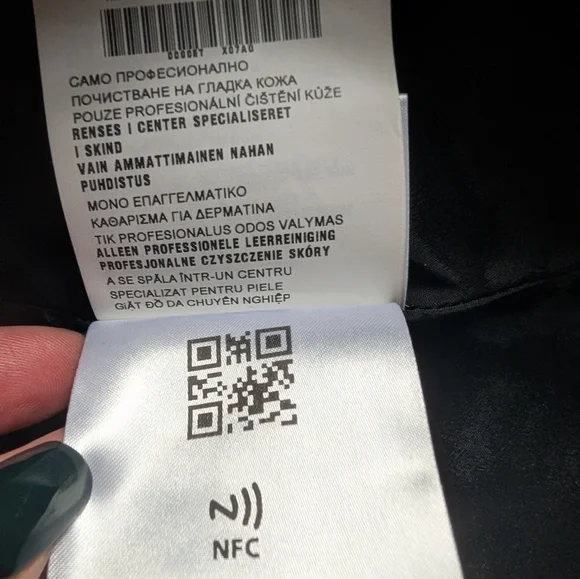 САМО ПРОФЕСИОНАЛНО
ПОЧИСТВАНЕ НА ГЛАДКА КОЖА
POUZE PROFESIONÁLNÍ ČIŠTĚNÍ KŮŽE
RENSES I CENTER SPECIALISERET
I SKIND
VAIN AMMATTIMAINEN NAHAN
PUHDISTUS
ΜΟΝΟ ΕΠΑΓΓΕΛΜΑΤΙΚΟ
ΚΑΘΑΡΙΣΜΑ ΓΙΑ ΔΕΡΜΑΤΙΝΑ
TIK PROFESIONALUS ODOS VALYMAS
ALLEEN PROFESSIONELE LEERREINIGING
PROFESJONALNE CZYSZCZENIE SKÓRY
A SE SPĂLA ÎNTR-UN CENTRU
SPECIALIZAT PENTRU PIELE
GIẶT ĐỒ DA CHUYÊN NGHIỆP
NFC